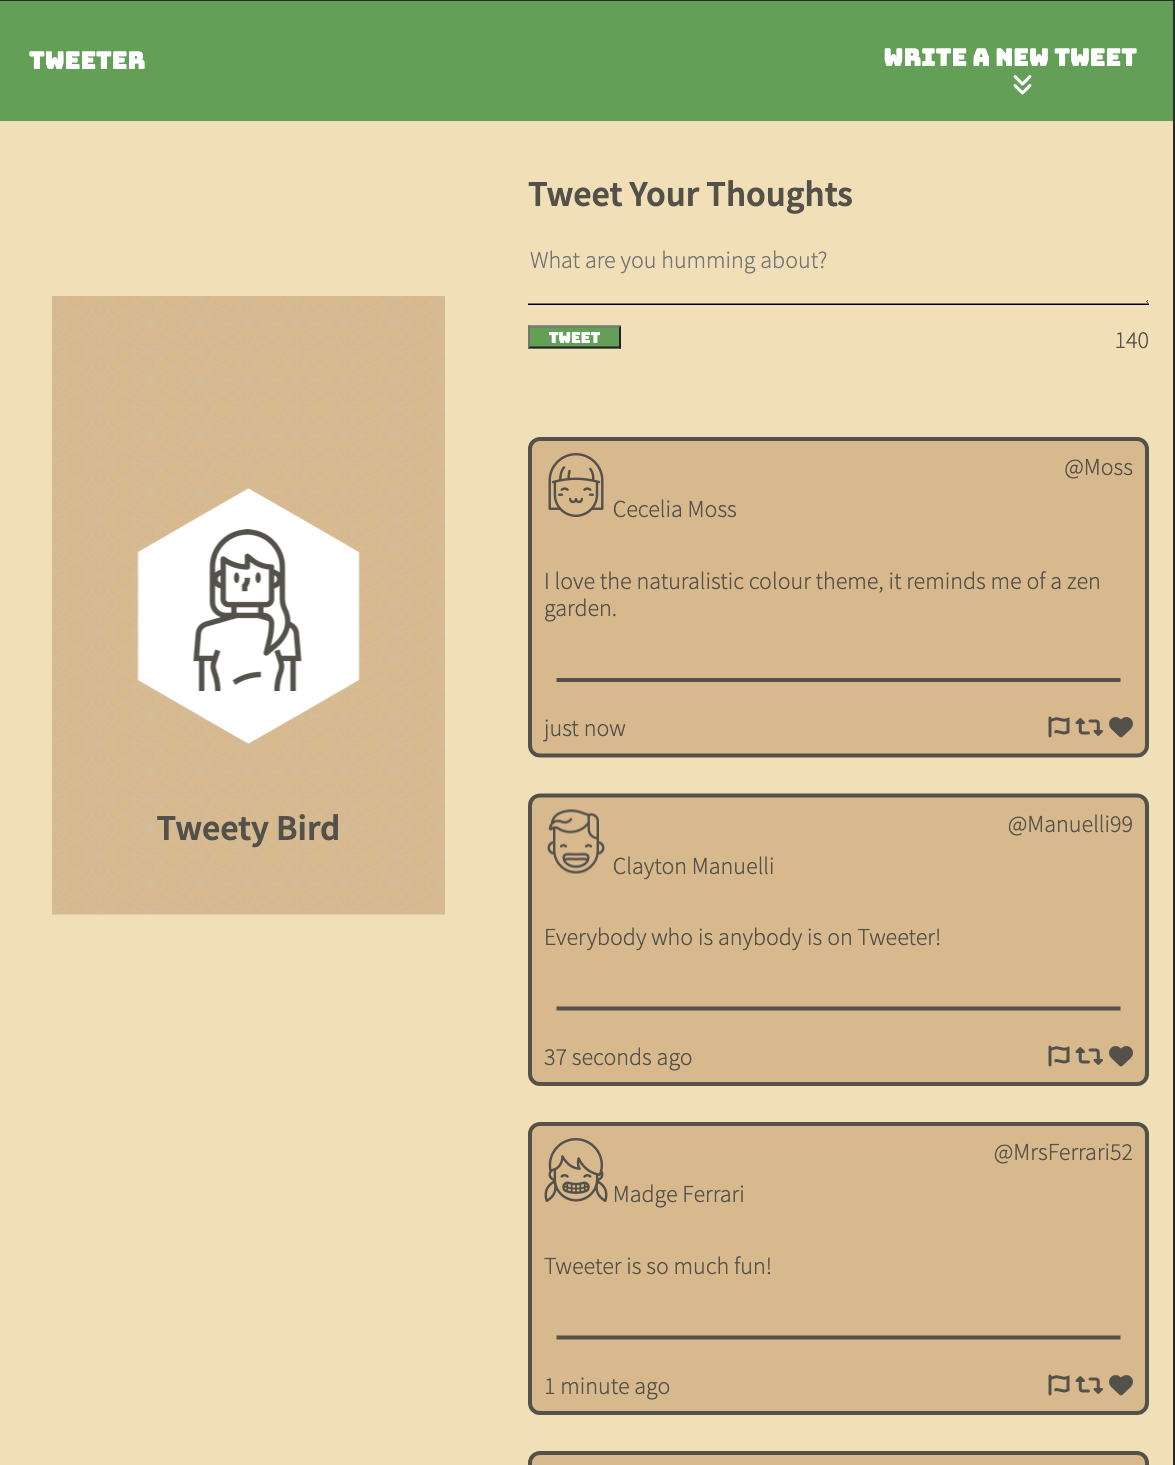 TWEETER
WRITE A NEW TWEET
Tweet Your Thoughts
What are you humming about?
TWEET
140
Tweety Bird
@Moss
Cecelia Moss
I love the naturalistic colour theme, it reminds me of a zen
garden.
just now
@Manuelli99
Clayton Manuelli
Everybody who is anybody is on Tweeter!
37 seconds ago
@MrsFerrari52
Madge Ferrari
Tweeter is so much fun!
1 minute ago